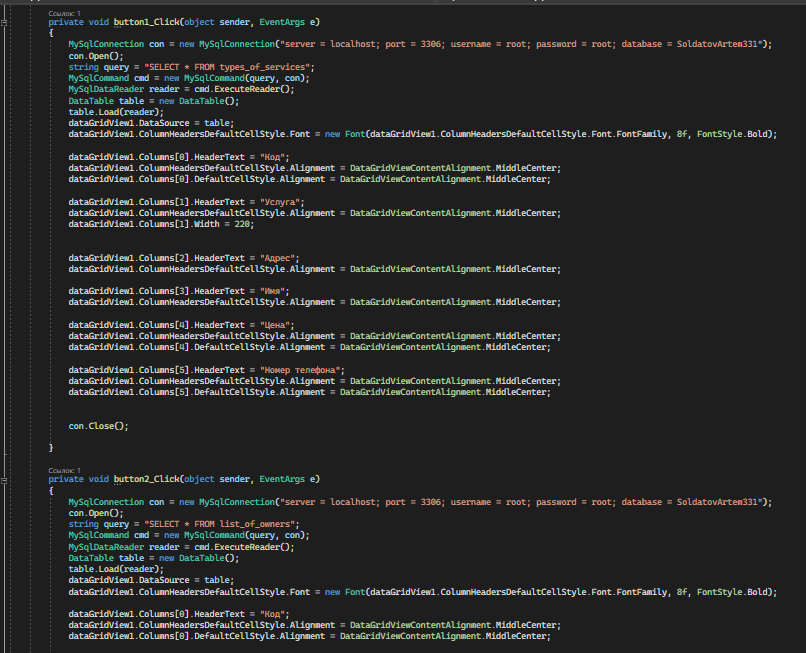 Ссылок: 1
private void button1_Click(object sender, EventArgs e)
{
MySqlConnection con = new MySqlConnection("server = localhost; port = 3306; username = root; password = root; database = SoldatovArtem331");
con.Open();
string query = "SELECT * FROM types_of_services";
MySqlCommand cmd = new MySqlCommand(query, con);
MySqlDataReader reader = cmd.ExecuteReader();
DataTable table = new DataTable();
table.Load(reader);
dataGridView1.DataSource = table;
dataGridView1.ColumnHeadersDefaultCellStyle.Font = new Font(dataGridView1.ColumnHeadersDefaultCellStyle.Font.FontFamily, 8f, FontStyle.Bold);
dataGridView1.Columns[0].HeaderText = "Код";
dataGridView1.ColumnHeadersDefaultCellStyle.Alignment = DataGridViewContentAlignment.MiddleCenter;
dataGridView1.Columns[0].DefaultCellStyle.Alignment = DataGridViewContentAlignment.MiddleCenter;
dataGridView1.Columns[1].HeaderText = "Услуга";
dataGridView1.ColumnHeadersDefaultCellStyle.Alignment = DataGridViewContentAlignment.MiddleCenter;
dataGridView1.Columns[1].Width = 220;
dataGridView1.Columns[2].HeaderText = "Адрес";
dataGridView1.ColumnHeadersDefaultCellStyle.Alignment = DataGridViewContentAlignment.MiddleCenter;
dataGridView1.Columns[3].HeaderText = "Имя";
dataGridView1.ColumnHeadersDefaultCellStyle.Alignment = DataGridViewContentAlignment.MiddleCenter;
dataGridView1.Columns[4].HeaderText = "Цена";
dataGridView1.ColumnHeadersDefaultCellStyle.Alignment = DataGridViewContentAlignment.MiddleCenter;
dataGridView1.Columns[4].DefaultCellStyle.Alignment = DataGridViewContentAlignment.MiddleCenter;
dataGridView1.Columns[5].HeaderText = "Номер телефона";
dataGridView1.ColumnHeadersDefaultCellStyle.Alignment = DataGridViewContentAlignment.MiddleCenter;
dataGridView1.Columns[5].DefaultCellStyle.Alignment = DataGridViewContentAlignment.MiddleCenter;
con.Close();
}
Ссылок: 1
private void button2_Click(object sender, EventArgs e)
{
MySqlConnection con = new MySqlConnection("server = localhost; port = 3306; username = root; password = root; database = SoldatovArtem331");
con.Open();
string query = "SELECT * FROM list_of_owners";
MySqlCommand cmd = new MySqlCommand(query, con);
MySqlDataReader reader = cmd.ExecuteReader();
DataTable table = new DataTable();
table.Load(reader);
dataGridView1.DataSource = table;
dataGridView1.ColumnHeadersDefaultCellStyle.Font = new Font(dataGridView1.ColumnHeadersDefaultCellStyle.Font.FontFamily, 8f, FontStyle.Bold);
dataGridView1.Columns[0].HeaderText = "Код";
dataGridView1.ColumnHeadersDefaultCellStyle.Alignment = DataGridViewContentAlignment.MiddleCenter;
dataGridView1.Columns[0].DefaultCellStyle.Alignment = DataGridViewContentAlignment.MiddleCenter;